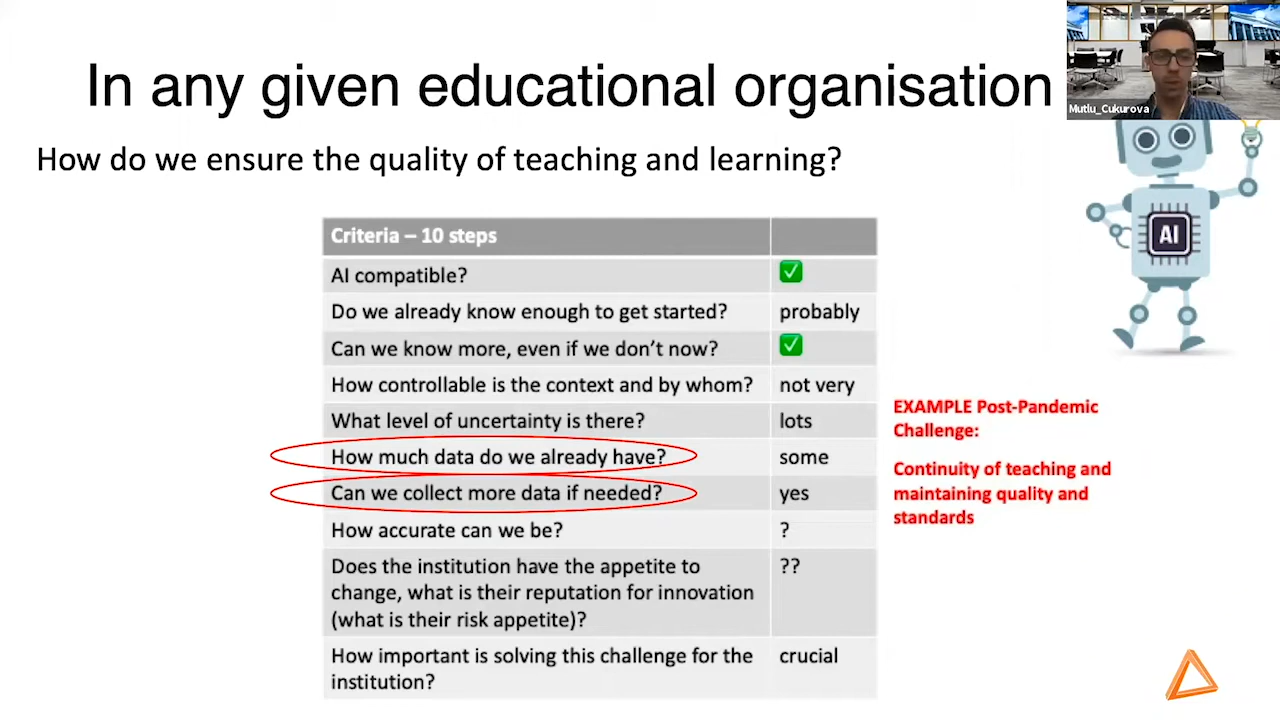 In any given educational organisation
Mutlu_Cukurova
How do we ensure the quality of teaching and learning?
AI
Criteria – 10 steps
AI compatible?
Do we already know enough to get started? probably
Can we know more, even if we don't now?
How controllable is the context and by whom? not very
What level of uncertainty is there? lots
How much data do we already have? some
Can we collect more data if needed? yes
How accurate can we be? ?
Does the institution have the appetite to ??
change, what is their reputation for innovation
(what is their risk appetite)?
How important is solving this challenge for the crucial
institution?
EXAMPLE Post-Pandemic
Challenge:
Continuity of teaching and
maintaining quality and
standards